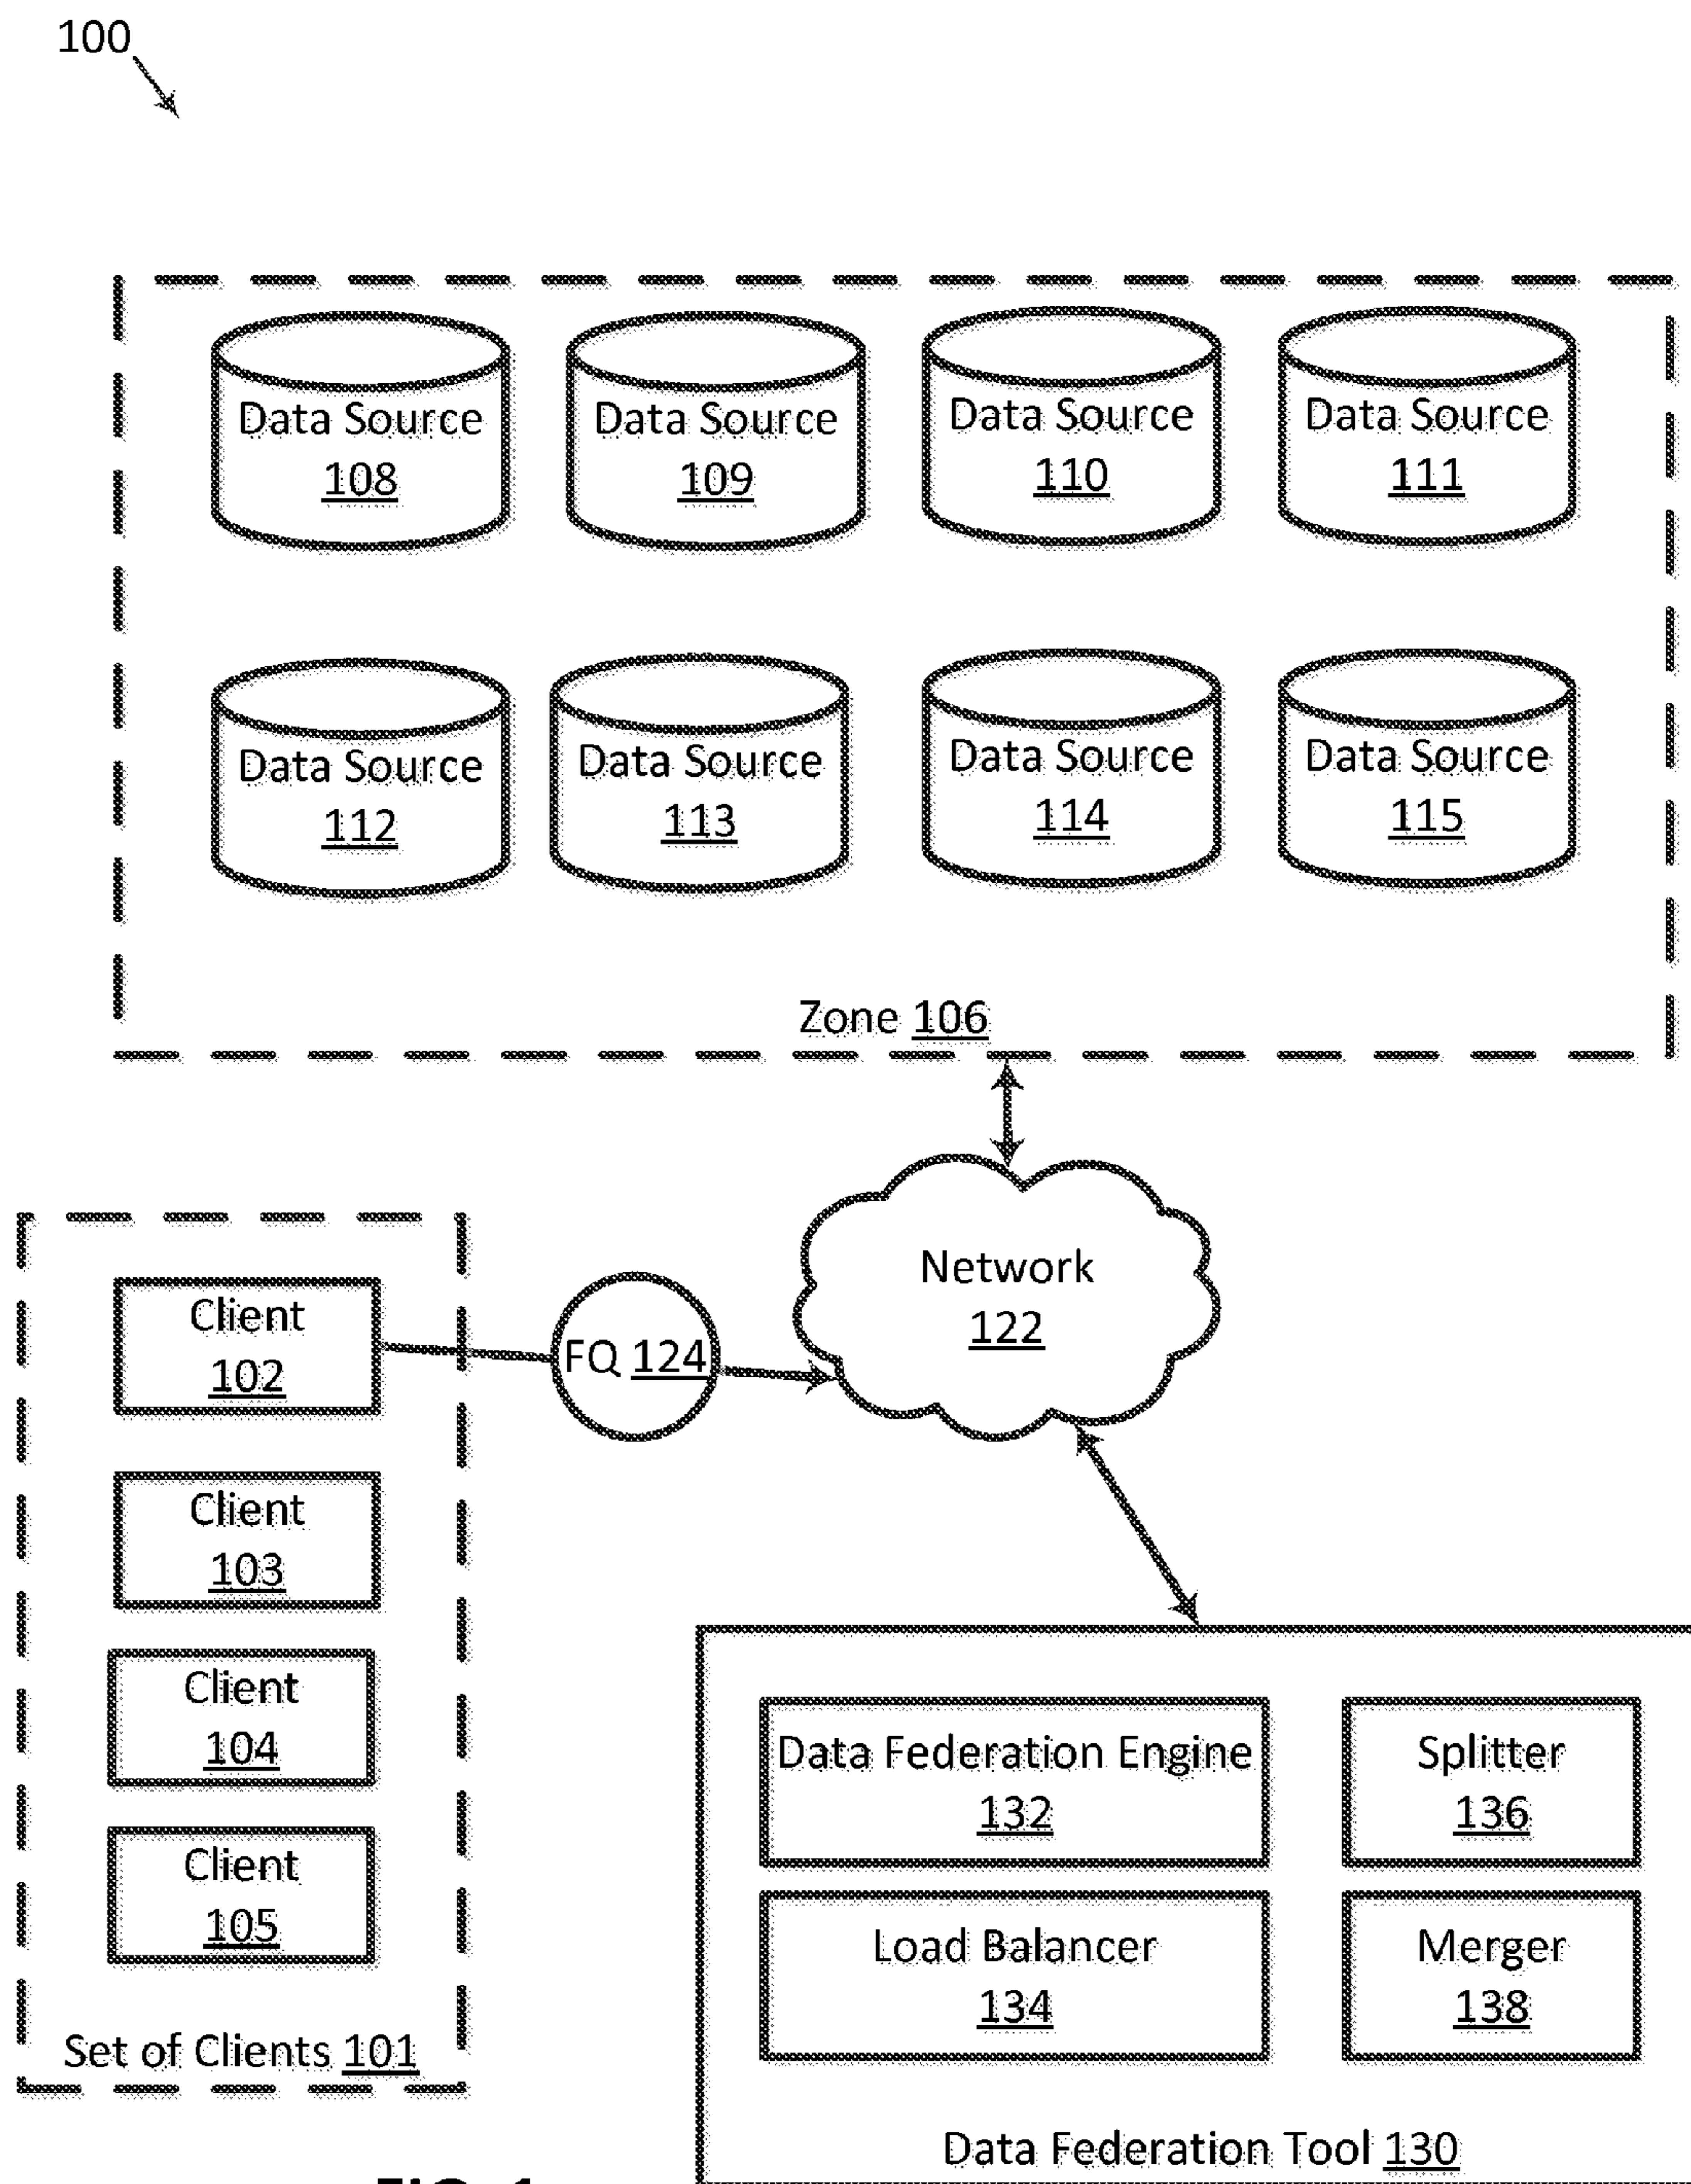 100
Data Source
108
Data Source
109
Data Source
110
Data Source
111
Data Source
112
Data Source
113
Data Source
114
Data Source
115
Zone 106
Network
122
FQ 124
Client
102
Client
103
Client
104
Client
105
Set of Clients 101
Data Federation Engine
132
Splitter
136
Load Balancer
134
Merger
138
Data Federation Tool 130